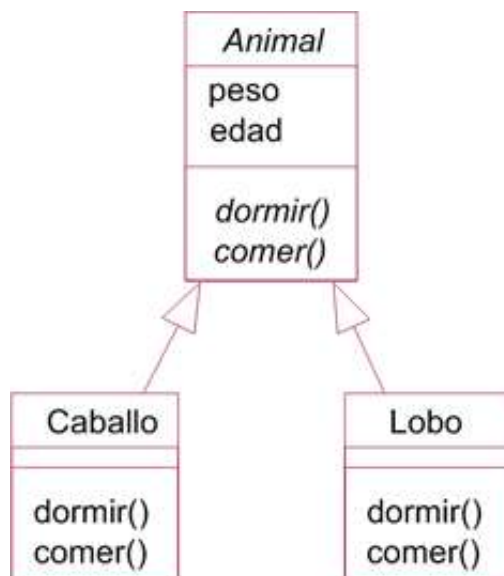 Animal
peso
edad
dormir()
comer()
Caballo
dormir()
comer()
Lobo
dormir()
comer()